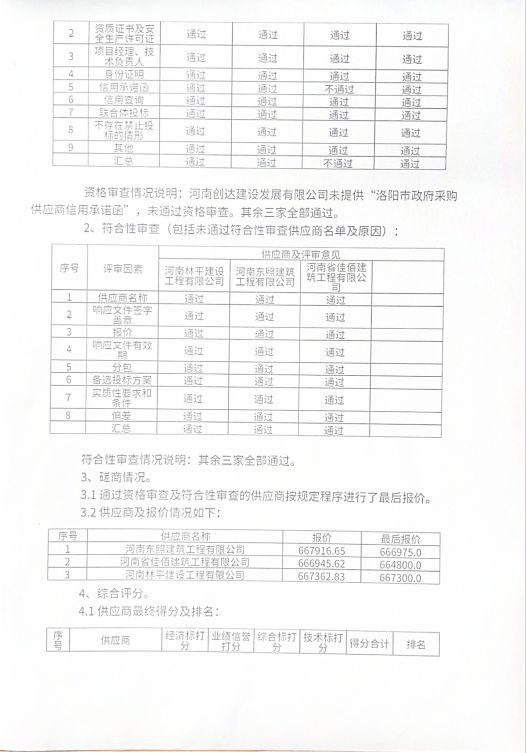 2 资质证书及安全生产许可证 通过 通过 通过 通过
3 项目经理、技术负责人 通过 通过 通过 通过
4 身份证明 通过 通过 通过 通过
5 信用承诺函 通过 通过 不通过 通过
6 信用查询 通过 通过 通过 通过
7 联合体投标 通过 通过 通过 通过
8 不存在禁止投标的情形 通过 通过 通过 通过
9 其他 通过 通过 通过 通过
汇总 通过 通过 不通过 通过
资格审查情况说明：河南创达建设发展有限公司未提供“洛阳市政府采购
供应商信用承诺函”，未通过资格审查。其余三家全部通过。
2、符合性审查（包括未通过符合性审查供应商名单及原因）：
序号 评审因素 供应商及评审意见
河南林平建设工程有限公司 河南东照建筑工程有限公司 河南省佳佰建筑工程有限公司
1 供应商名称 通过 通过 通过
2 响应文件签字盖章 通过 通过 通过
3 报价 通过 通过 通过
4 响应文件有效期 通过 通过 通过
5 分包 通过 通过 通过
6 备选投标方案 通过 通过 通过
7 实质性要求和条件 通过 通过 通过
8 偏差 通过 通过 通过
汇总 通过 通过 通过
符合性审查情况说明：其余三家全部通过。
3、磋商情况。
3.1 通过资格审查及符合性审查的供应商按规定程序进行了最后报价。
3.2 供应商及报价情况如下：
序号 供应商名称 报价 最后报价
1 河南东照建筑工程有限公司 667916.65 666975.0
2 河南省佳佰建筑工程有限公司 666945.62 664800.0
3 河南林平建设工程有限公司 667362.83 667300.0
4、综合评分。
4.1 供应商最终得分及排名：
序号 供应商 经济标打分 业绩信誉打分 综合标打分 技术标打分 得分合计 排名